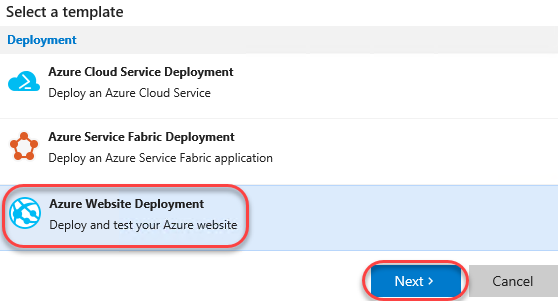 Select a template
Deployment
Azure Cloud Service Deployment
Deploy an Azure Cloud Service
Azure Service Fabric Deployment
Deploy an Azure Service Fabric application
Azure Website Deployment
Deploy and test your Azure website
Next >
Cancel